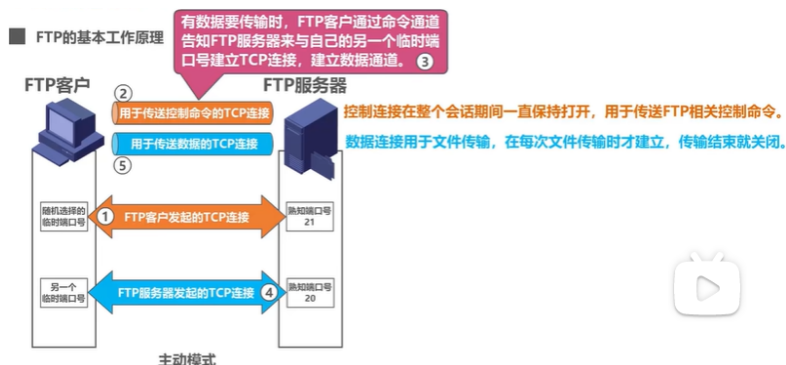 有数据要传输时，FTP客户通过命令通道
告知FTP服务器来与自己的另一个临时端
口号建立TCP连接，建立数据通道。 ③
FTP的基本工作原理
FTP客户
FTP服务器
②
用于传送控制命令的TCP连接
控制连接在整个会话期间一直保持打开，用于传送FTP相关控制命令。
用于传送数据的TCP连接
数据连接用于文件传输，在每次文件传输时才建立，传输结束就关闭。
⑤
随机选择的
临时端口号
① FTP客户发起的TCP连接
熟知端口号
21
另一个
临时端口号
FTP服务器发起的TCP连接 ④
熟知端口号
20
主动模式